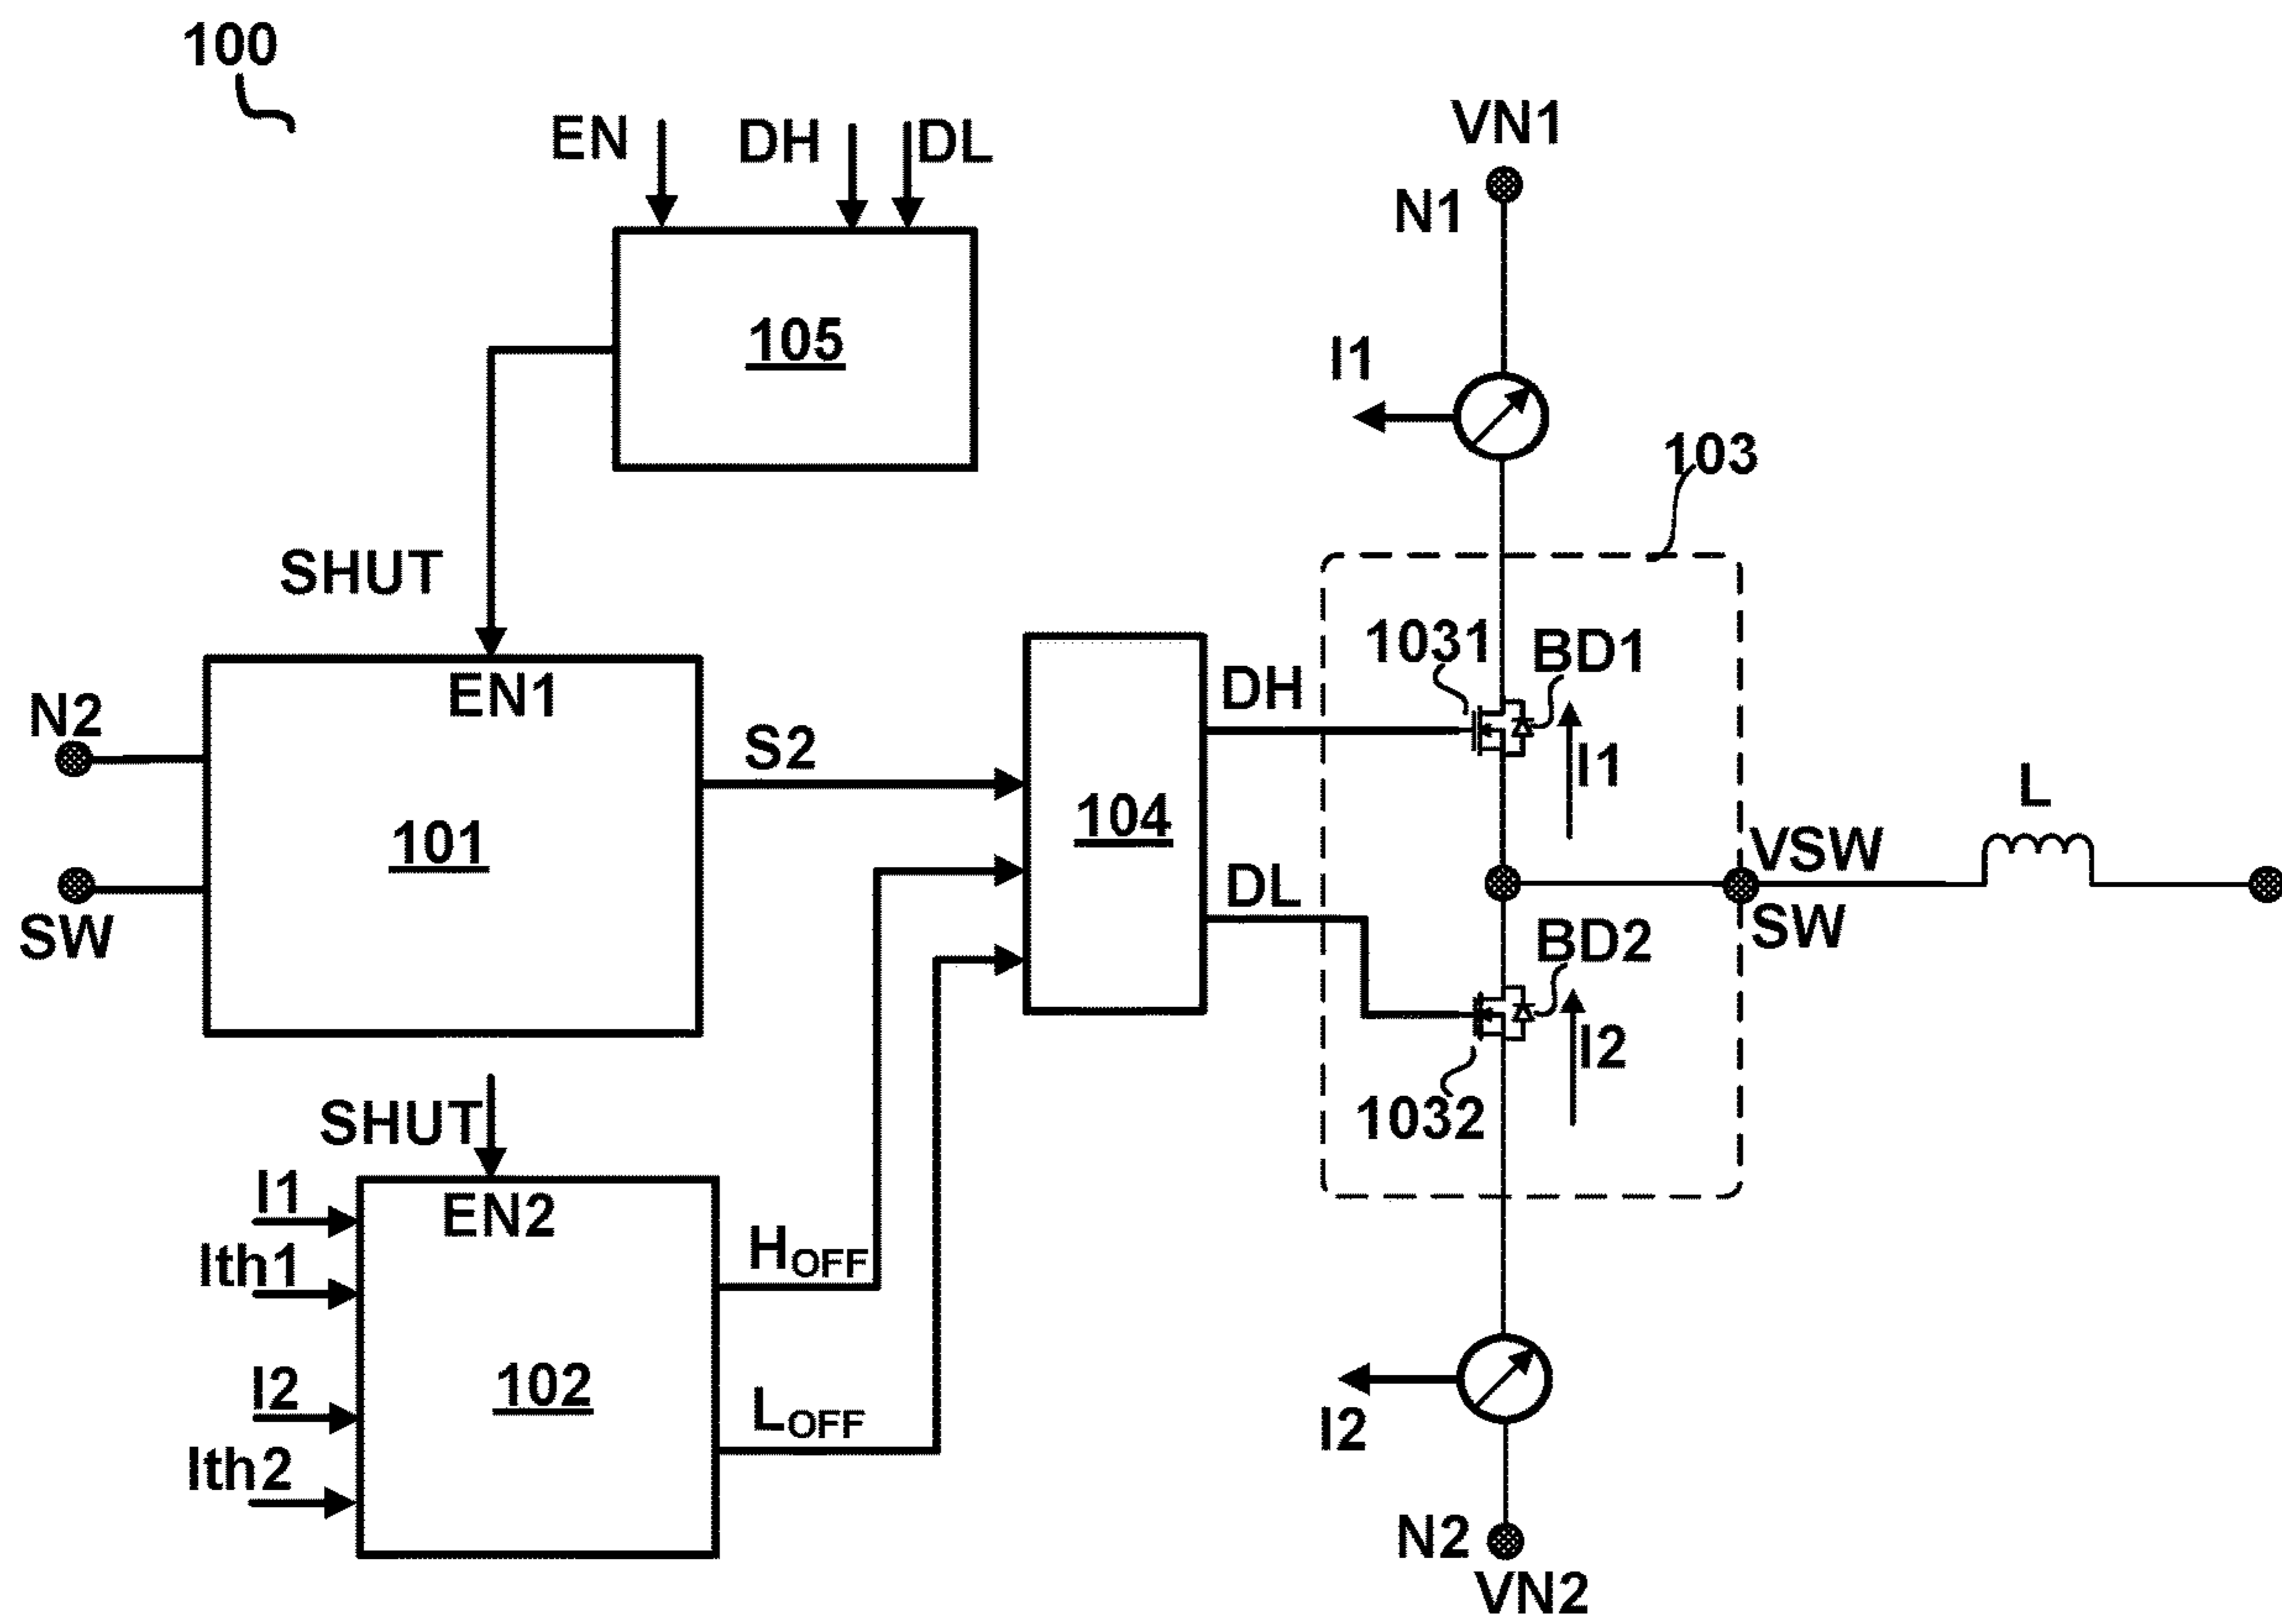 100
EN
DH
DL
VN1
N1
105
I1
103
SHUT
1031
BD1
EN1
DH
N2
S2
I1
L
101
104
VSW
DL
SW
SW
BD2
I2
SHUT
1032
I1
EN2
Ith1
HOFF
I2
102
LOFF
I2
Ith2
N2
VN2